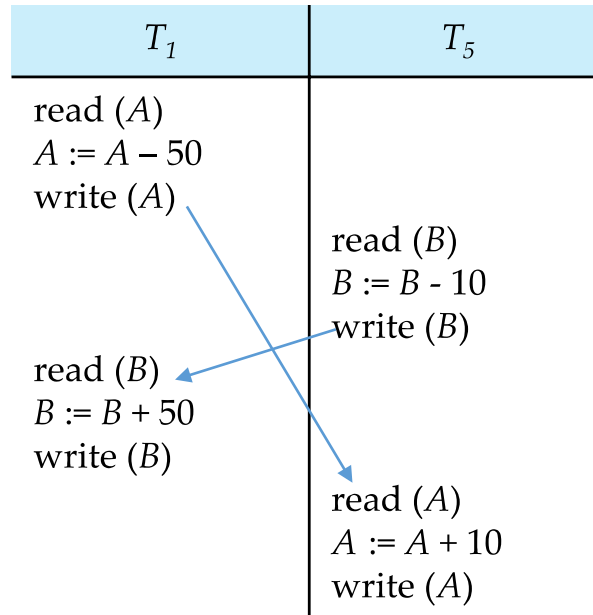 T1 T5
read (A)
A := A – 50
write (A)
read (B)
B := B - 10
write (B)
read (B)
B := B + 50
write (B)
read (A)
A := A + 10
write (A)